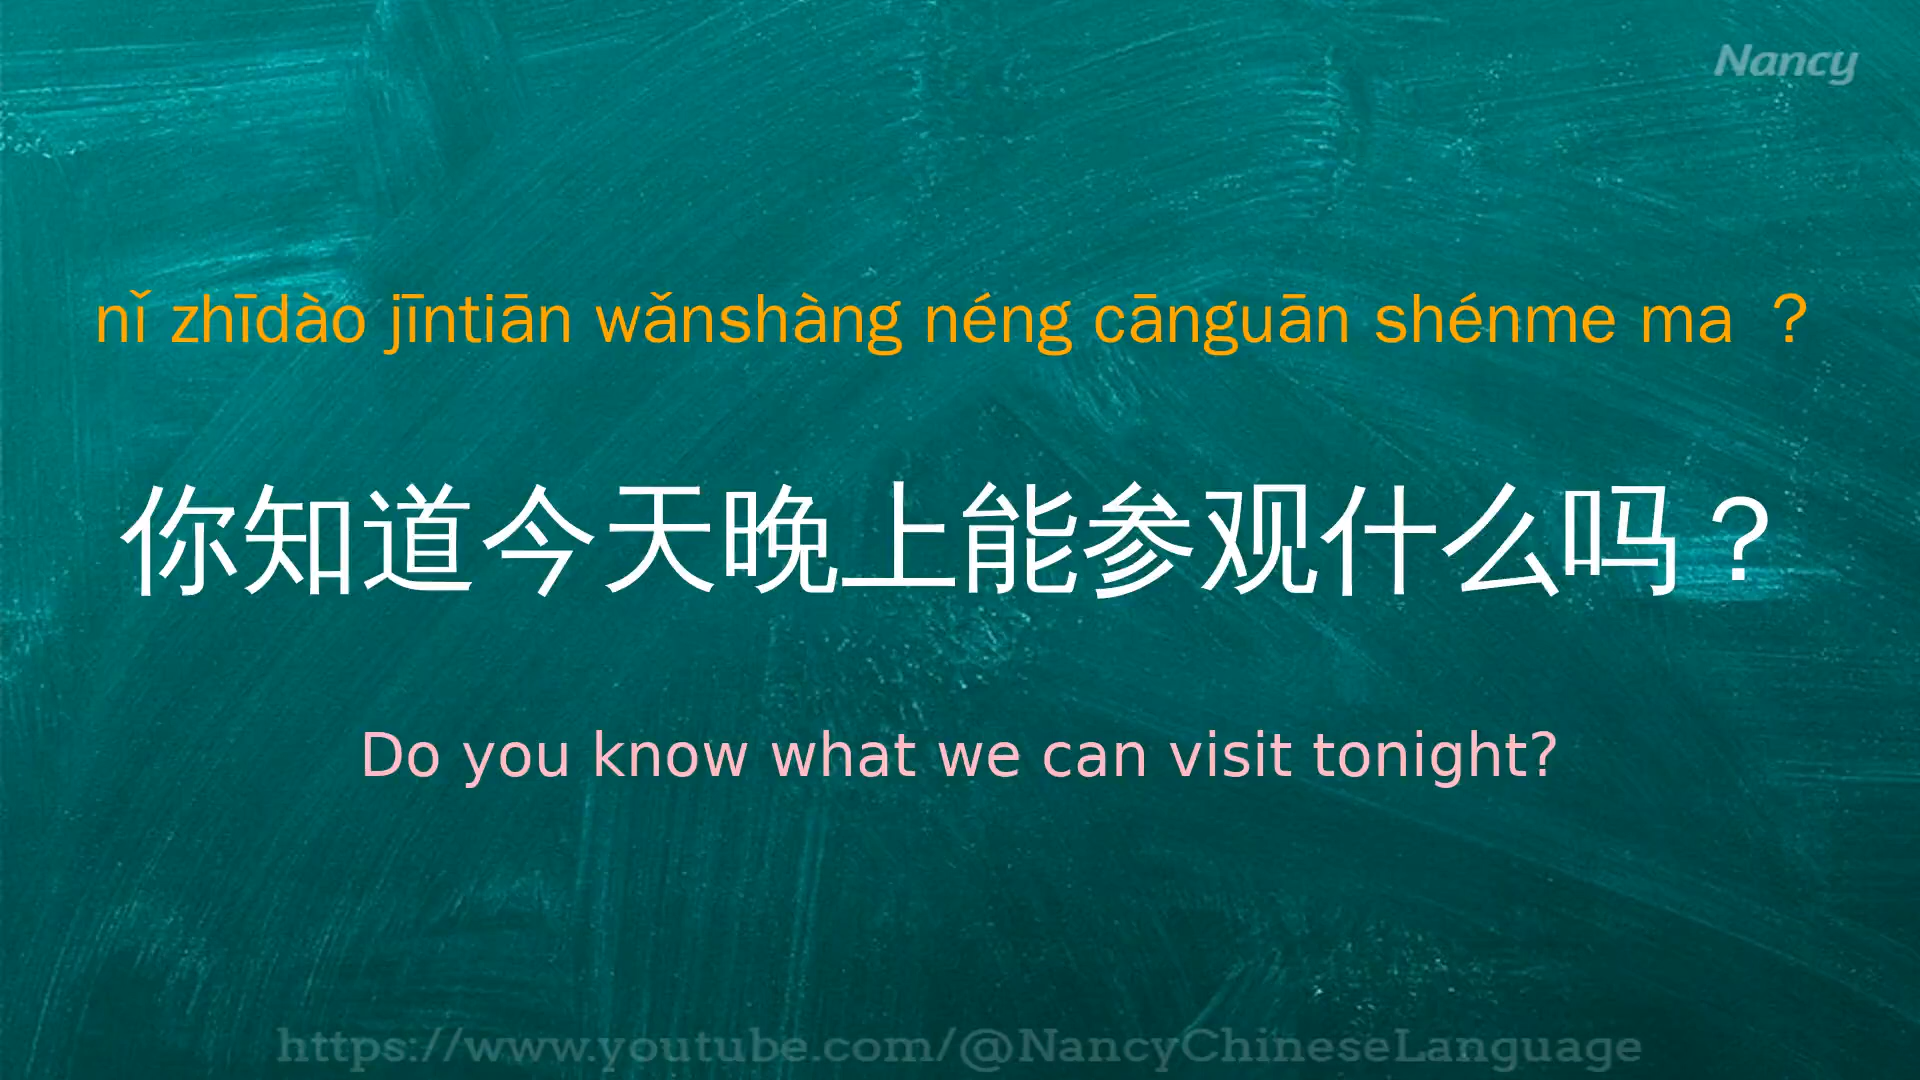 Nancy
nǐ zhīdào jīntiān wǎnshàng néng cānguān shénme ma ？
你知道今天晚上能参观什么吗？
Do you know what we can visit tonight?
https://www.youtube.com/@NancyChineseLanguage